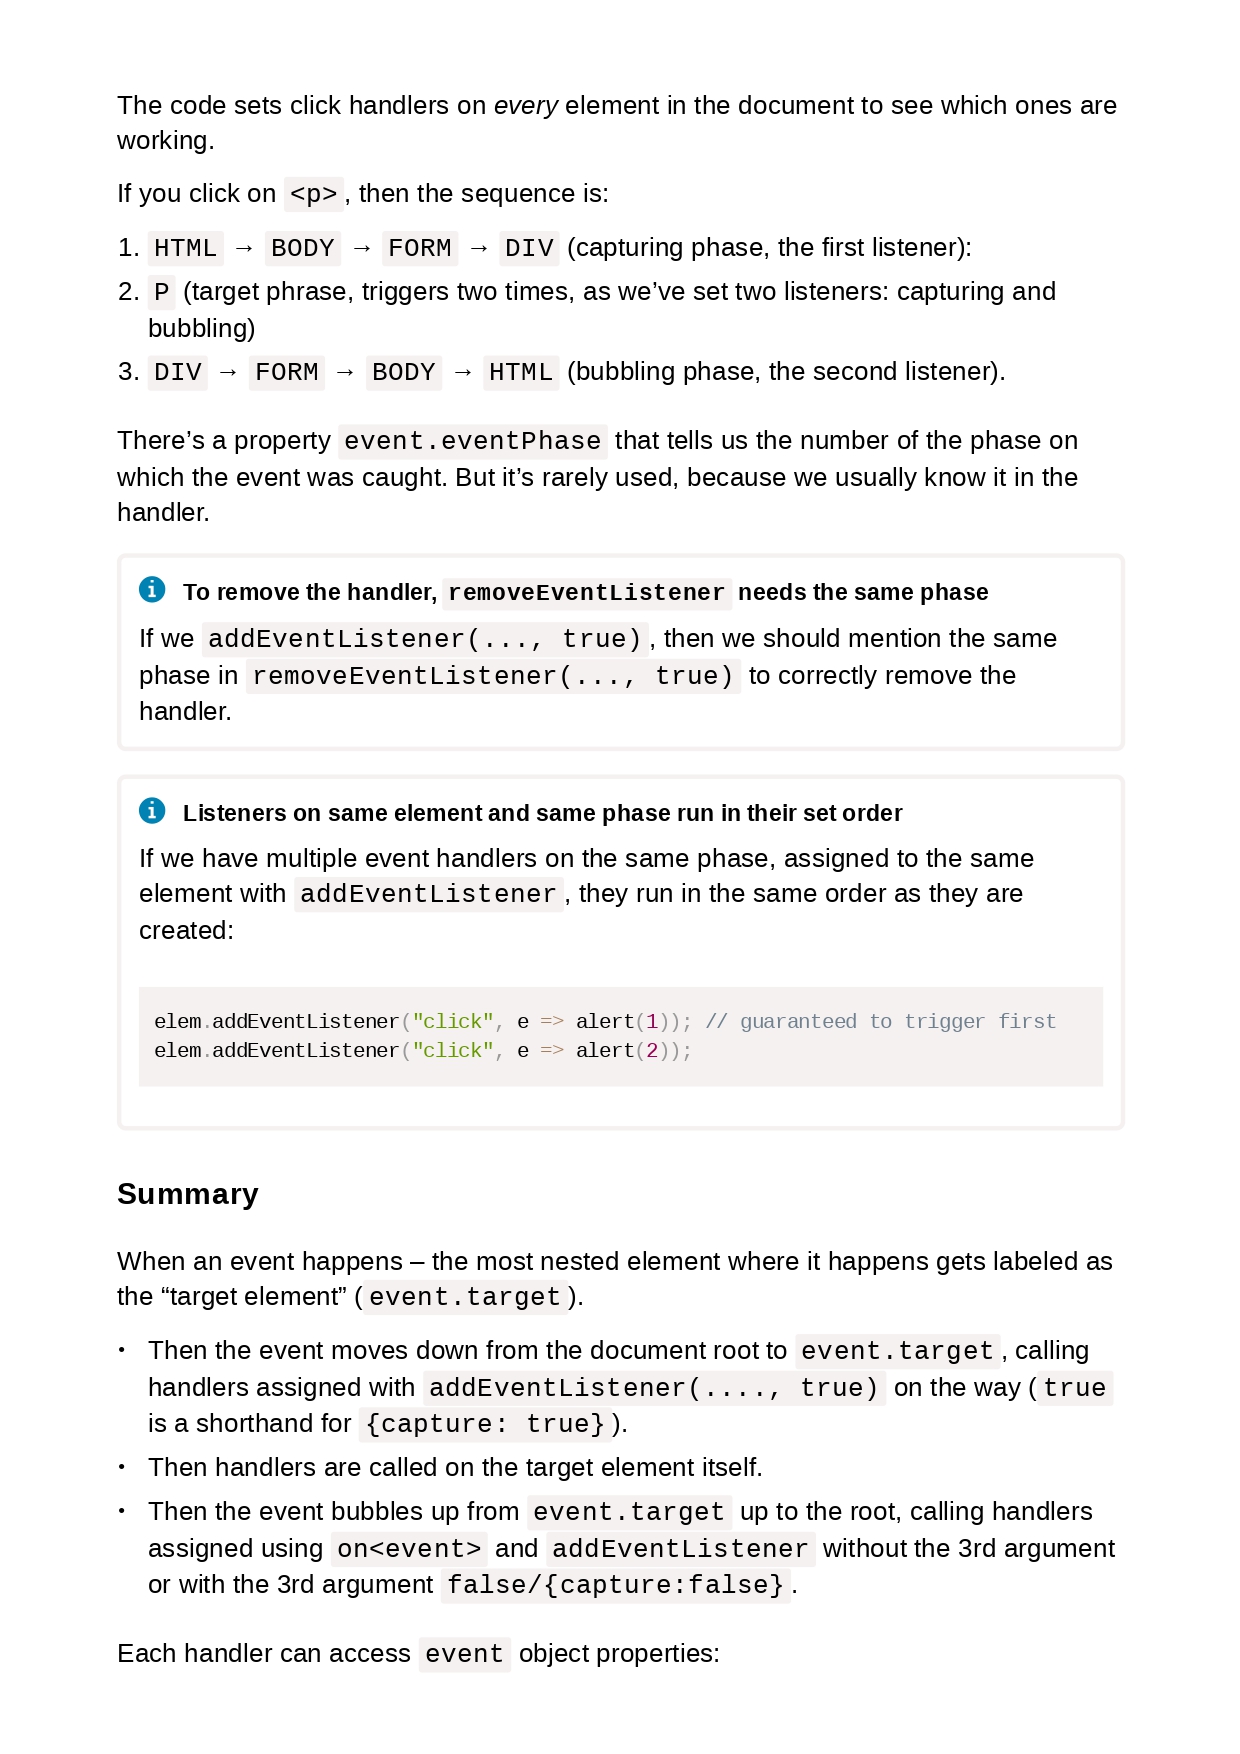 The code sets click handlers on every element in the document to see which ones are
working.
If you click on <p>, then the sequence is:
1. HTML → BODY → FORM → DIV (capturing phase, the first listener):
2. P (target phrase, triggers two times, as we’ve set two listeners: capturing and
bubbling)
3. DIV → FORM → BODY → HTML (bubbling phase, the second listener).
There’s a property event.eventPhase that tells us the number of the phase on
which the event was caught. But it’s rarely used, because we usually know it in the
handler.
To remove the handler, removeEventListener needs the same phase
If we addEventListener(..., true), then we should mention the same
phase in removeEventListener(..., true) to correctly remove the
handler.
Listeners on same element and same phase run in their set order
If we have multiple event handlers on the same phase, assigned to the same
element with addEventListener, they run in the same order as they are
created:
elem.addEventListener("click", e => alert(1)); // guaranteed to trigger first
elem.addEventListener("click", e => alert(2));
Summary
When an event happens – the most nested element where it happens gets labeled as
the “target element” (event.target).
• Then the event moves down from the document root to event.target, calling
handlers assigned with addEventListener(...., true) on the way (true
is a shorthand for {capture: true}).
• Then handlers are called on the target element itself.
• Then the event bubbles up from event.target up to the root, calling handlers
assigned using on<event> and addEventListener without the 3rd argument
or with the 3rd argument false/{capture:false}.
Each handler can access event object properties: